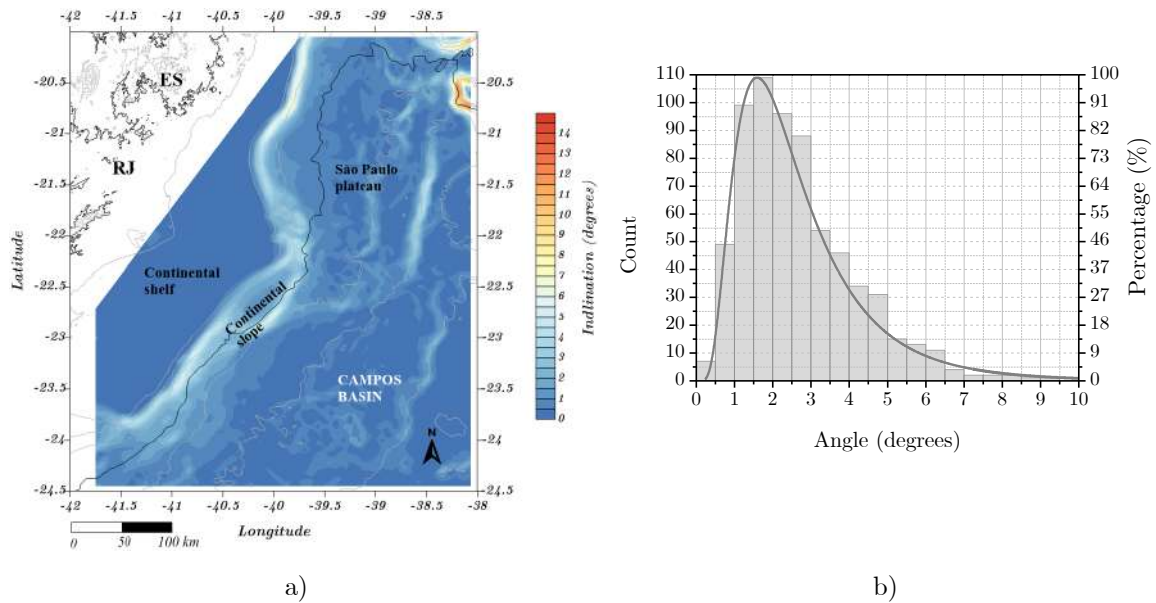 -42 -41.5 -41 -40.5 -40 -39.5 -39 -38.5 -38
-20.5
-21
-21.5
-22
-22.5
-23
-23.5
-24
-24.5
Latitude
ES
RJ
São Paulo
plateau
Continental
shelf
Continental
slope
CAMPOS
BASIN
N
-20.5
-21
-21.5
-22
-22.5
-23
-23.5
-24
-24.5
-42 -41.5 -41 -40.5 -40 -39.5 -39 -38.5 -38
Longitude
0 50 100 km
14
13
12
11
10
9
8
7
6
5
4
3
2
1
0
Indlination (degrees)
a)
110
100
90
80
70
60
50
40
30
20
10
0
Count
0 1 2 3 4 5 6 7 8 9 10
Angle (degrees)
100
91
82
73
64
55
46
37
27
18
9
0
Percentage (%)
b)